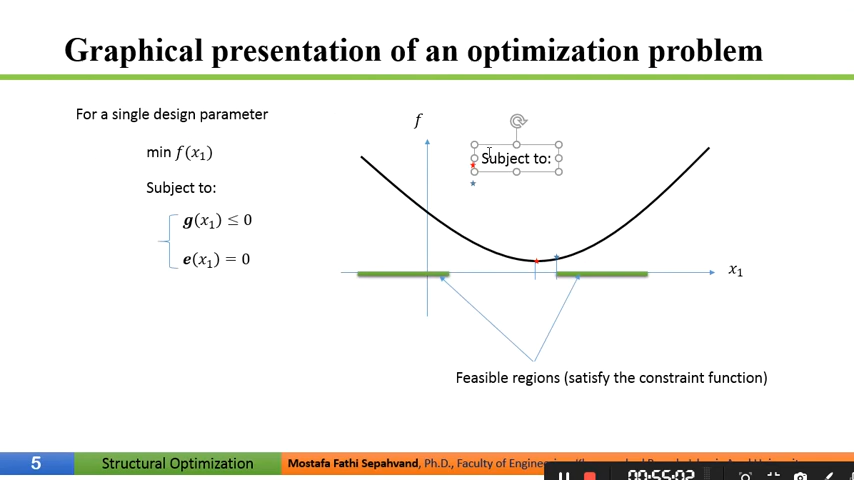 Graphical presentation of an optimization problem
For a single design parameter
min f(x₁)
Subject to:
g(x₁) ≤ 0
e(x₁) = 0
f
Subject to:
x₁
Feasible regions (satisfy the constraint function)
5
Structural Optimization
Mostafa Fathi Sepahvand, Ph.D., Faculty of Engineering
00:55:02